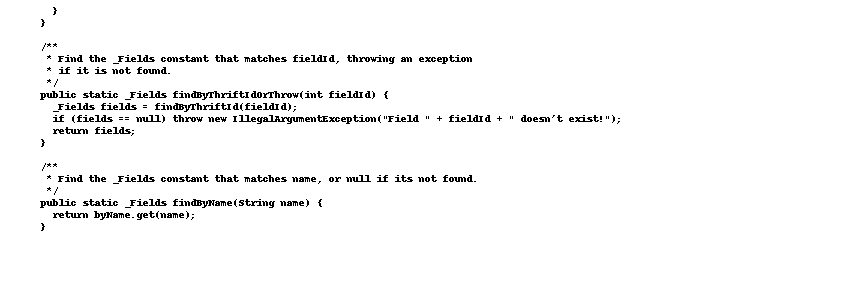 }
}
/**
* Find the _Fields constant that matches fieldId, throwing an exception
* if it is not found.
*/
public static _Fields findByThriftIdOrThrow(int fieldId) {
_Fields fields = findByThriftId(fieldId);
if (fields == null) throw new IllegalArgumentException("Field " + fieldId + " doesn't exist!");
return fields;
}
/**
* Find the _Fields constant that matches name, or null if its not found.
*/
public static _Fields findByName(String name) {
return byName.get(name);
}